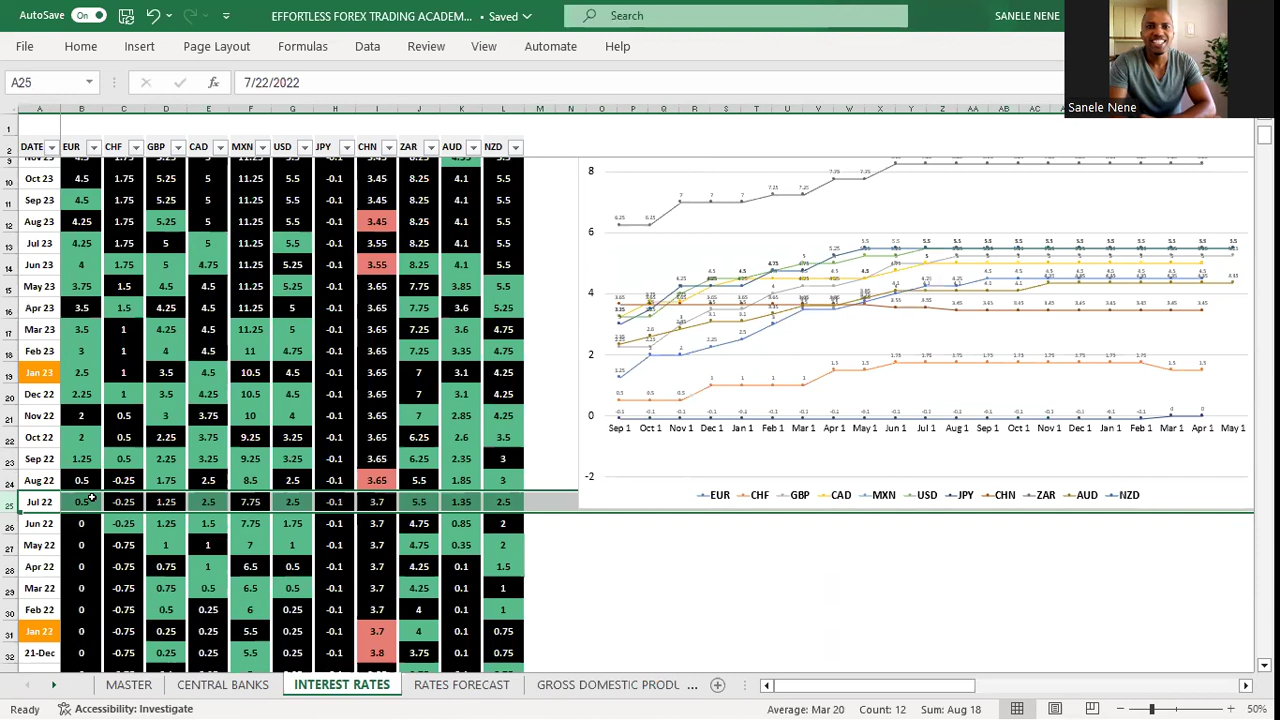 AutoSave On EFFORTLESS FOREX TRADING ACADEM... • Saved Search SANELE NENE
File Home Insert Page Layout Formulas Data Review View Automate Help
Sanele Nene
A25 fx 7/22/2022
A B C D E F G H I J K L M N O P Q R S T U V W X Y Z AA AB AC
1
2 DATE EUR CHF GBP CAD MXN USD JPY CHN ZAR AUD NZD
10 Oct 23 4.5 1.75 5.25 5 11.25 5.5 -0.1 3.45 8.25 4.1 5.5
11 Sep 23 4.5 1.75 5.25 5 11.25 5.5 -0.1 3.45 8.25 4.1 5.5
Aug 23 4.25 1.75 5.25 5 11.25 5.5 -0.1 3.45 8.25 4.1 5.5
13 Jul 23 4.25 1.75 5 5 11.25 5.5 -0.1 3.55 8.25 4.1 5.5
14 Jun 23 4 1.75 5 4.75 11.25 5.25 -0.1 3.55 8.25 4.1 5.5
May 23 3.75 1.5 4.5 4.5 11.25 5.25 -0.1 3.65 8.25 3.85 5.5
Apr 23 3.5 1.5 4.25 4.5 11.25 5 -0.1 3.65 7.75 3.6 5.25
17 Mar 23 3.5 1 4.25 4.5 11.25 5 -0.1 3.65 7.75 3.6 4.75
18 Feb 23 3 1 4 4.5 11 4.75 -0.1 3.65 7.25 3.35 4.75
19 Jan 23 2.5 1 3.5 4.5 10.5 4.5 -0.1 3.65 7 3.1 4.25
Dec 22 2.25 1 3.5 4.25 10.5 4.5 -0.1 3.65 7 3.1 4.25
21 Nov 22 2 0.5 3 3.75 10 4 -0.1 3.65 7 2.85 4.25
22 Oct 22 2 0.5 2.25 3.75 9.25 3.25 -0.1 3.65 6.25 2.6 3.5
23 Sep 22 1.25 0.5 2.25 3.25 9.25 3.25 -0.1 3.65 6.25 2.35 3
24 Aug 22 0.5 -0.25 1.75 2.5 8.5 2.5 -0.1 3.65 5.5 1.85 3
25 Jul 22 0.5 -0.25 1.25 2.5 7.75 2.5 -0.1 3.7 5.5 1.35 2.5
26 Jun 22 0 -0.25 1.25 1.5 7.75 1.75 -0.1 3.7 4.75 0.85 2
27 May 22 0 -0.75 1 1 7 1 -0.1 3.7 4.75 0.35 2
28 Apr 22 0 -0.75 0.75 1 6.5 0.5 -0.1 3.7 4.25 0.1 1.5
29 Mar 22 0 -0.75 0.75 0.5 6.5 0.5 -0.1 3.7 4.25 0.1 1
30 Feb 22 0 -0.75 0.5 0.25 6 0.25 -0.1 3.7 4 0.1 1
31 Jan 22 0 -0.75 0.25 0.25 5.5 0.25 -0.1 3.7 4 0.1 0.75
32 21-Dec 0 -0.75 0.25 0.25 5.5 0.25 -0.1 3.8 3.75 0.1 0.75
8
6
4
2
0
-2
Sep 1 Oct 1 Nov 1 Dec 1 Jan 1 Feb 1 Mar 1 Apr 1 May 1 Jun 1 Jul 1 Aug 1 Sep 1 Oct 1 Nov 1 Dec 1 Jan 1 Feb 1 Mar 1 Apr 1 May 1
EUR CHF GBP CAD MXN USD JPY CHN ZAR AUD NZD
MASTER CENTRAL BANKS INTEREST RATES RATES FORECAST GROSS DOMESTIC PRODU ...
Ready Accessibility: Investigate Average: Mar 20 Count: 12 Sum: Aug 18 50%